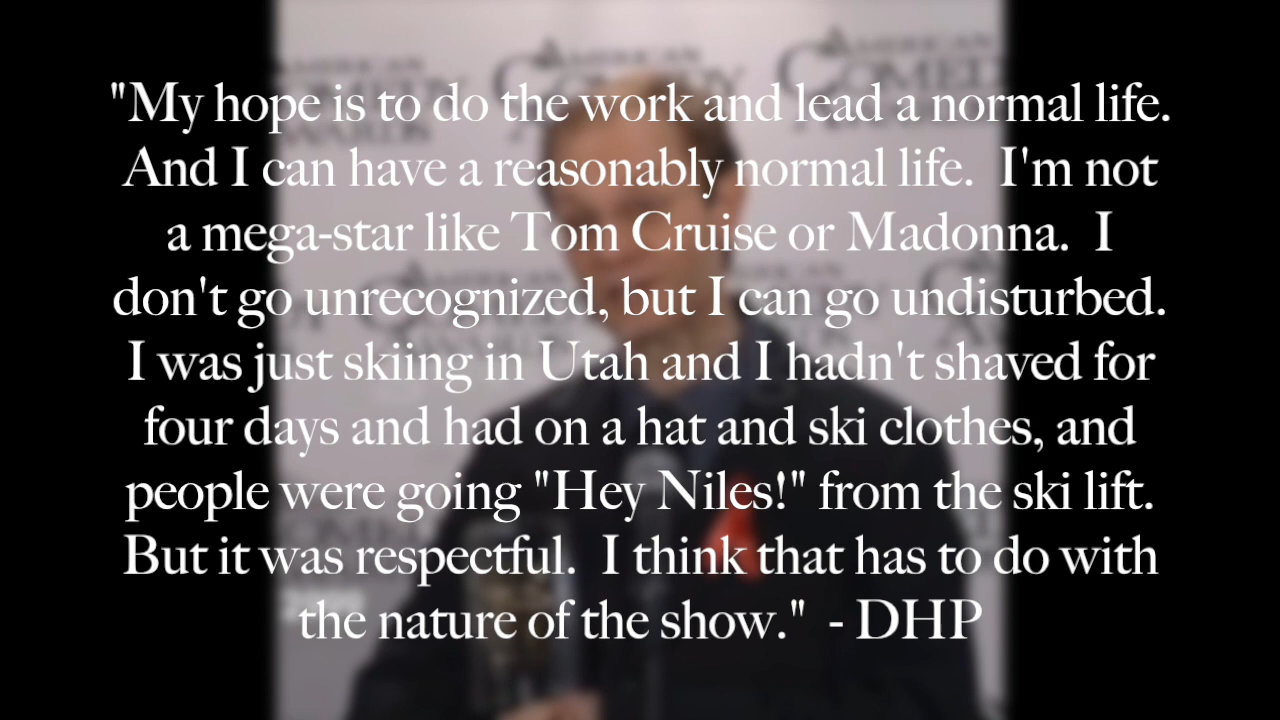 "My hope is to do the work and lead a normal life.
And I can have a reasonably normal life.  I'm not
a mega-star like Tom Cruise or Madonna.  I
don't go unrecognized, but I can go undisturbed.
I was just skiing in Utah and I hadn't shaved for
four days and had on a hat and ski clothes, and
people were going "Hey Niles!" from the ski lift.
But it was respectful.  I think that has to do with
the nature of the show."  - DHP